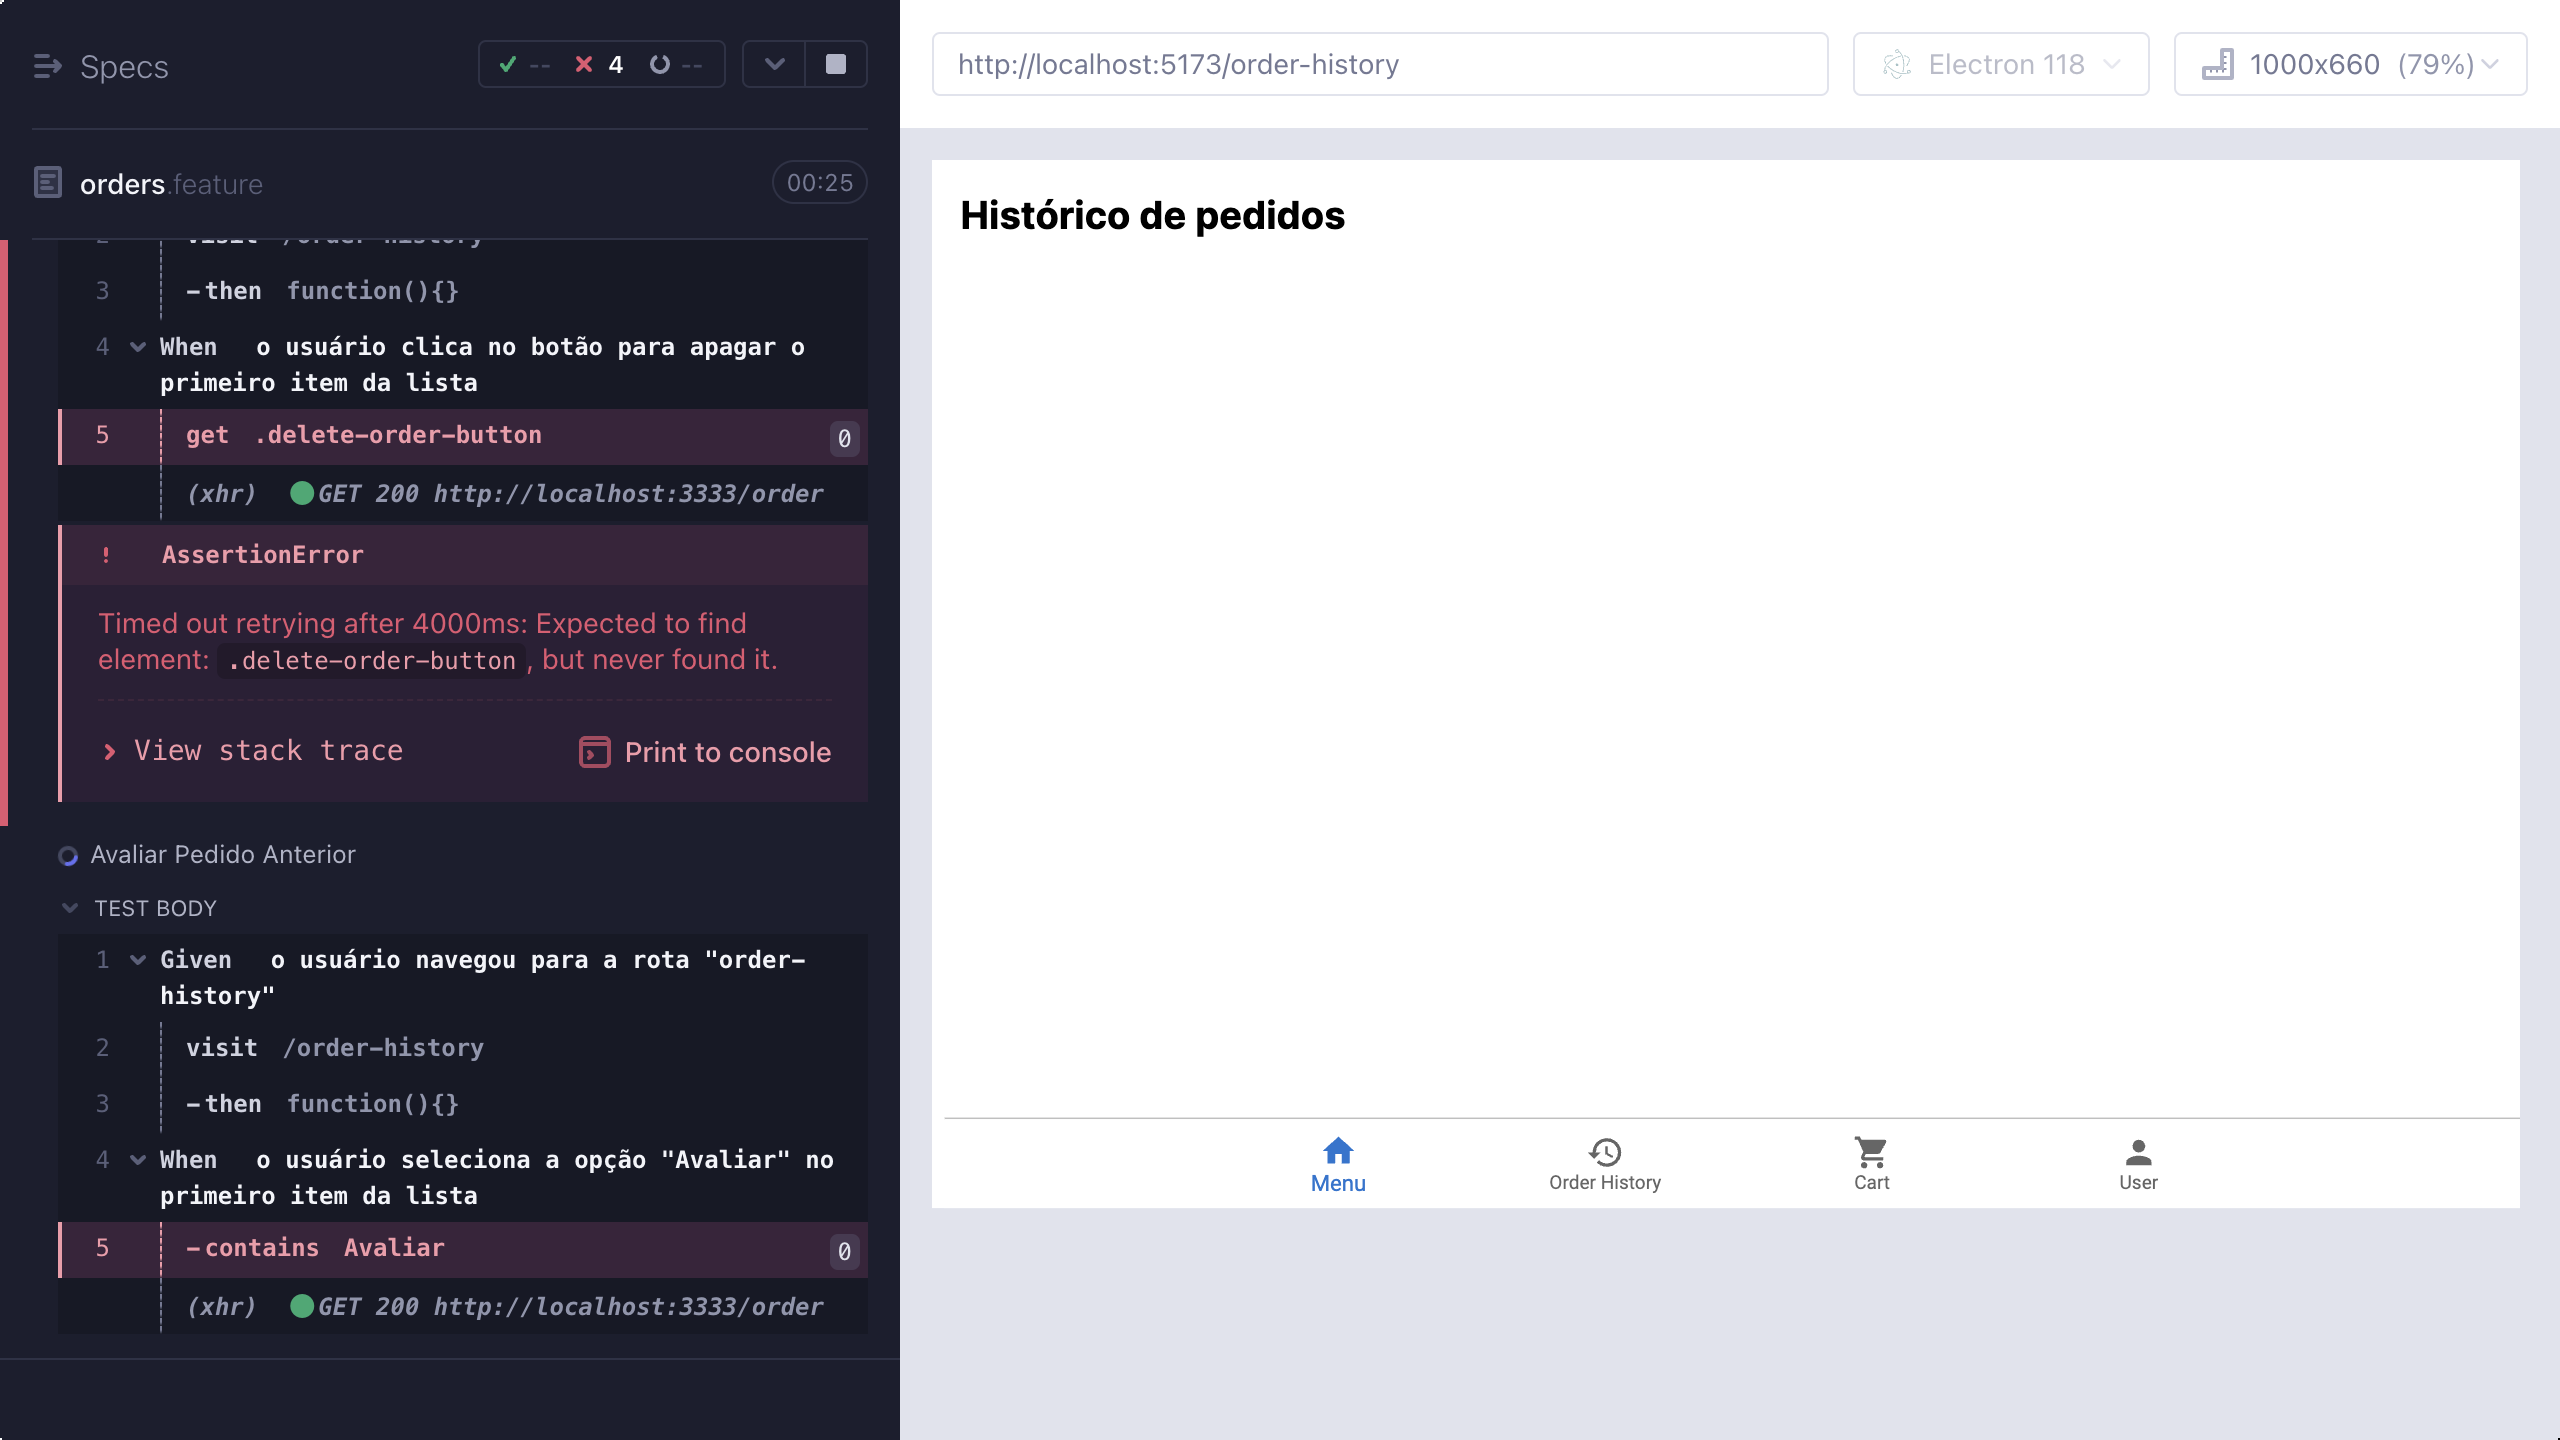 Specs
-- 4 --
orders.feature
00:25
2 visit /order-history
3 -then function(){}
4 When o usuário clica no botão para apagar o
primeiro item da lista
5 get .delete-order-button 0
(xhr) GET 200 http://localhost:3333/order
! AssertionError
Timed out retrying after 4000ms: Expected to find
element: .delete-order-button, but never found it.
View stack trace
Print to console
Avaliar Pedido Anterior
TEST BODY
1 Given o usuário navegou para a rota "order-
history"
2 visit /order-history
3 -then function(){}
4 When o usuário seleciona a opção "Avaliar" no
primeiro item da lista
5 -contains Avaliar 0
(xhr) GET 200 http://localhost:3333/order
http://localhost:5173/order-history
Electron 118
1000x660 (79%)
Histórico de pedidos
Menu
Order History
Cart
User